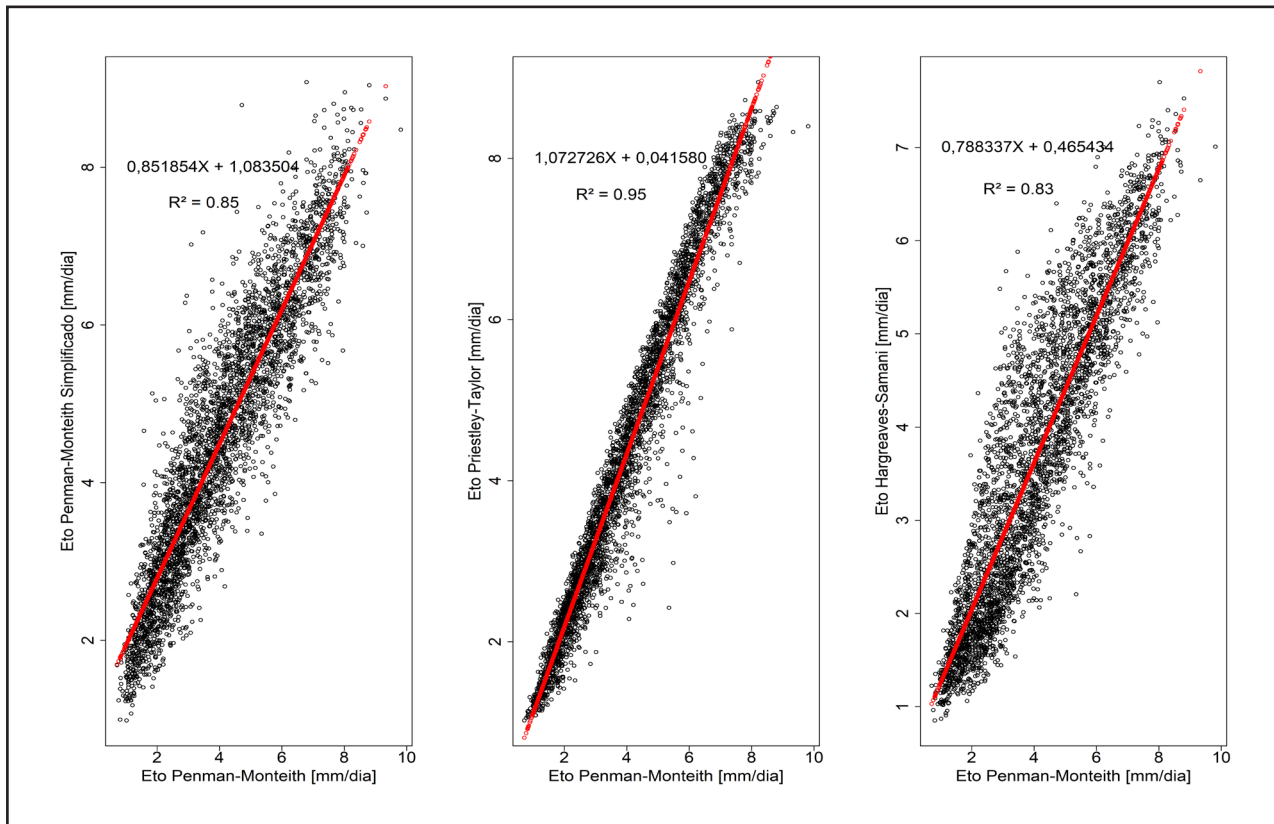 Eto Penman-Monteith Simplificado [mm/dia]
8
6
4
2
0,851854X + 1,083504
R² = 0.85
2 4 6 8 10
Eto Penman-Monteith [mm/dia]
Eto Priestley-Taylor [mm/dia]
8
6
4
2
1,072726X + 0,041580
R² = 0.95
2 4 6 8 10
Eto Penman-Monteith [mm/dia]
Eto Hargreaves-Samani [mm/dia]
7
6
5
4
3
2
1
0,788337X + 0,465434
R² = 0.83
2 4 6 8 10
Eto Penman-Monteith [mm/dia]